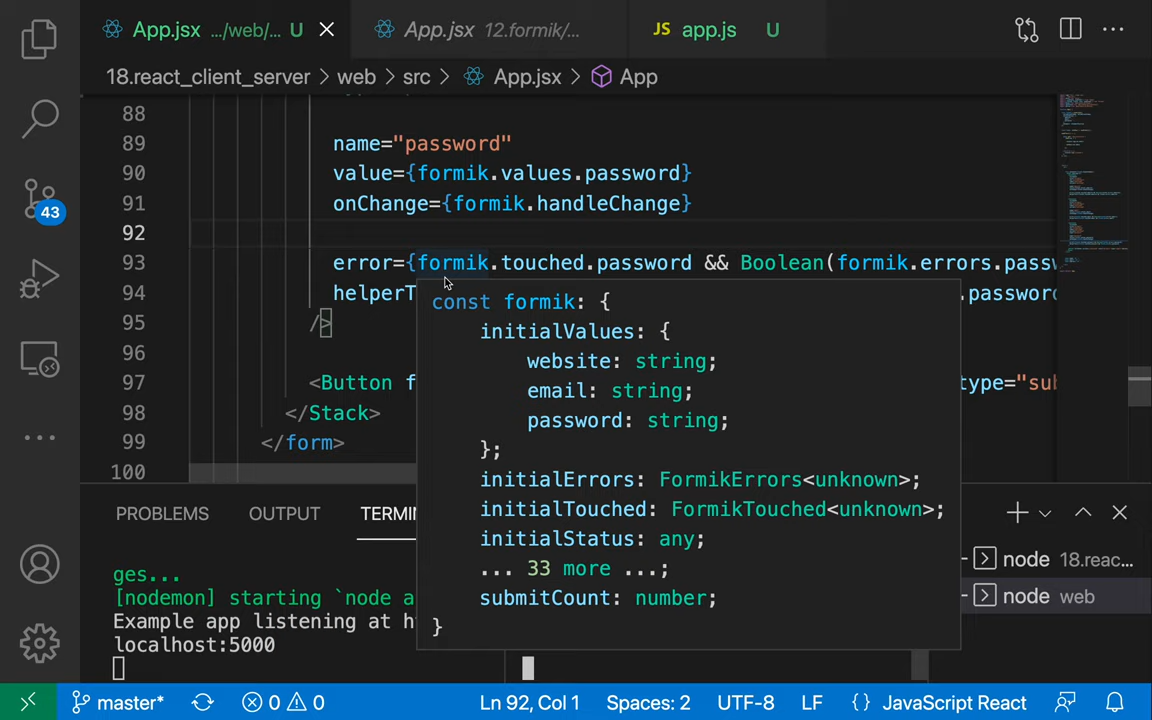 App.jsx .../web/... U
App.jsx 12.formik/...
JS app.js U
18.react_client_server > web > src > App.jsx > App
88
89 name="password"
90 value={formik.values.password}
91 onChange={formik.handleChange}
92
93 error={formik.touched.password && Boolean(formik.errors.passw
94 helperT
.password
95 />
96
97 <Button f
type="sub
98 </Stack>
99 </form>
100
const formik: {
initialValues: {
website: string;
email: string;
password: string;
};
initialErrors: FormikErrors<unknown>;
initialTouched: FormikTouched<unknown>;
initialStatus: any;
... 33 more ...;
submitCount: number;
}
43
PROBLEMS OUTPUT TERMIN
ges...
[nodemon] starting `node a
Example app listening at h
localhost:5000
node 18.reac...
node web
master* 0 0 Ln 92, Col 1 Spaces: 2 UTF-8 LF {} JavaScript React